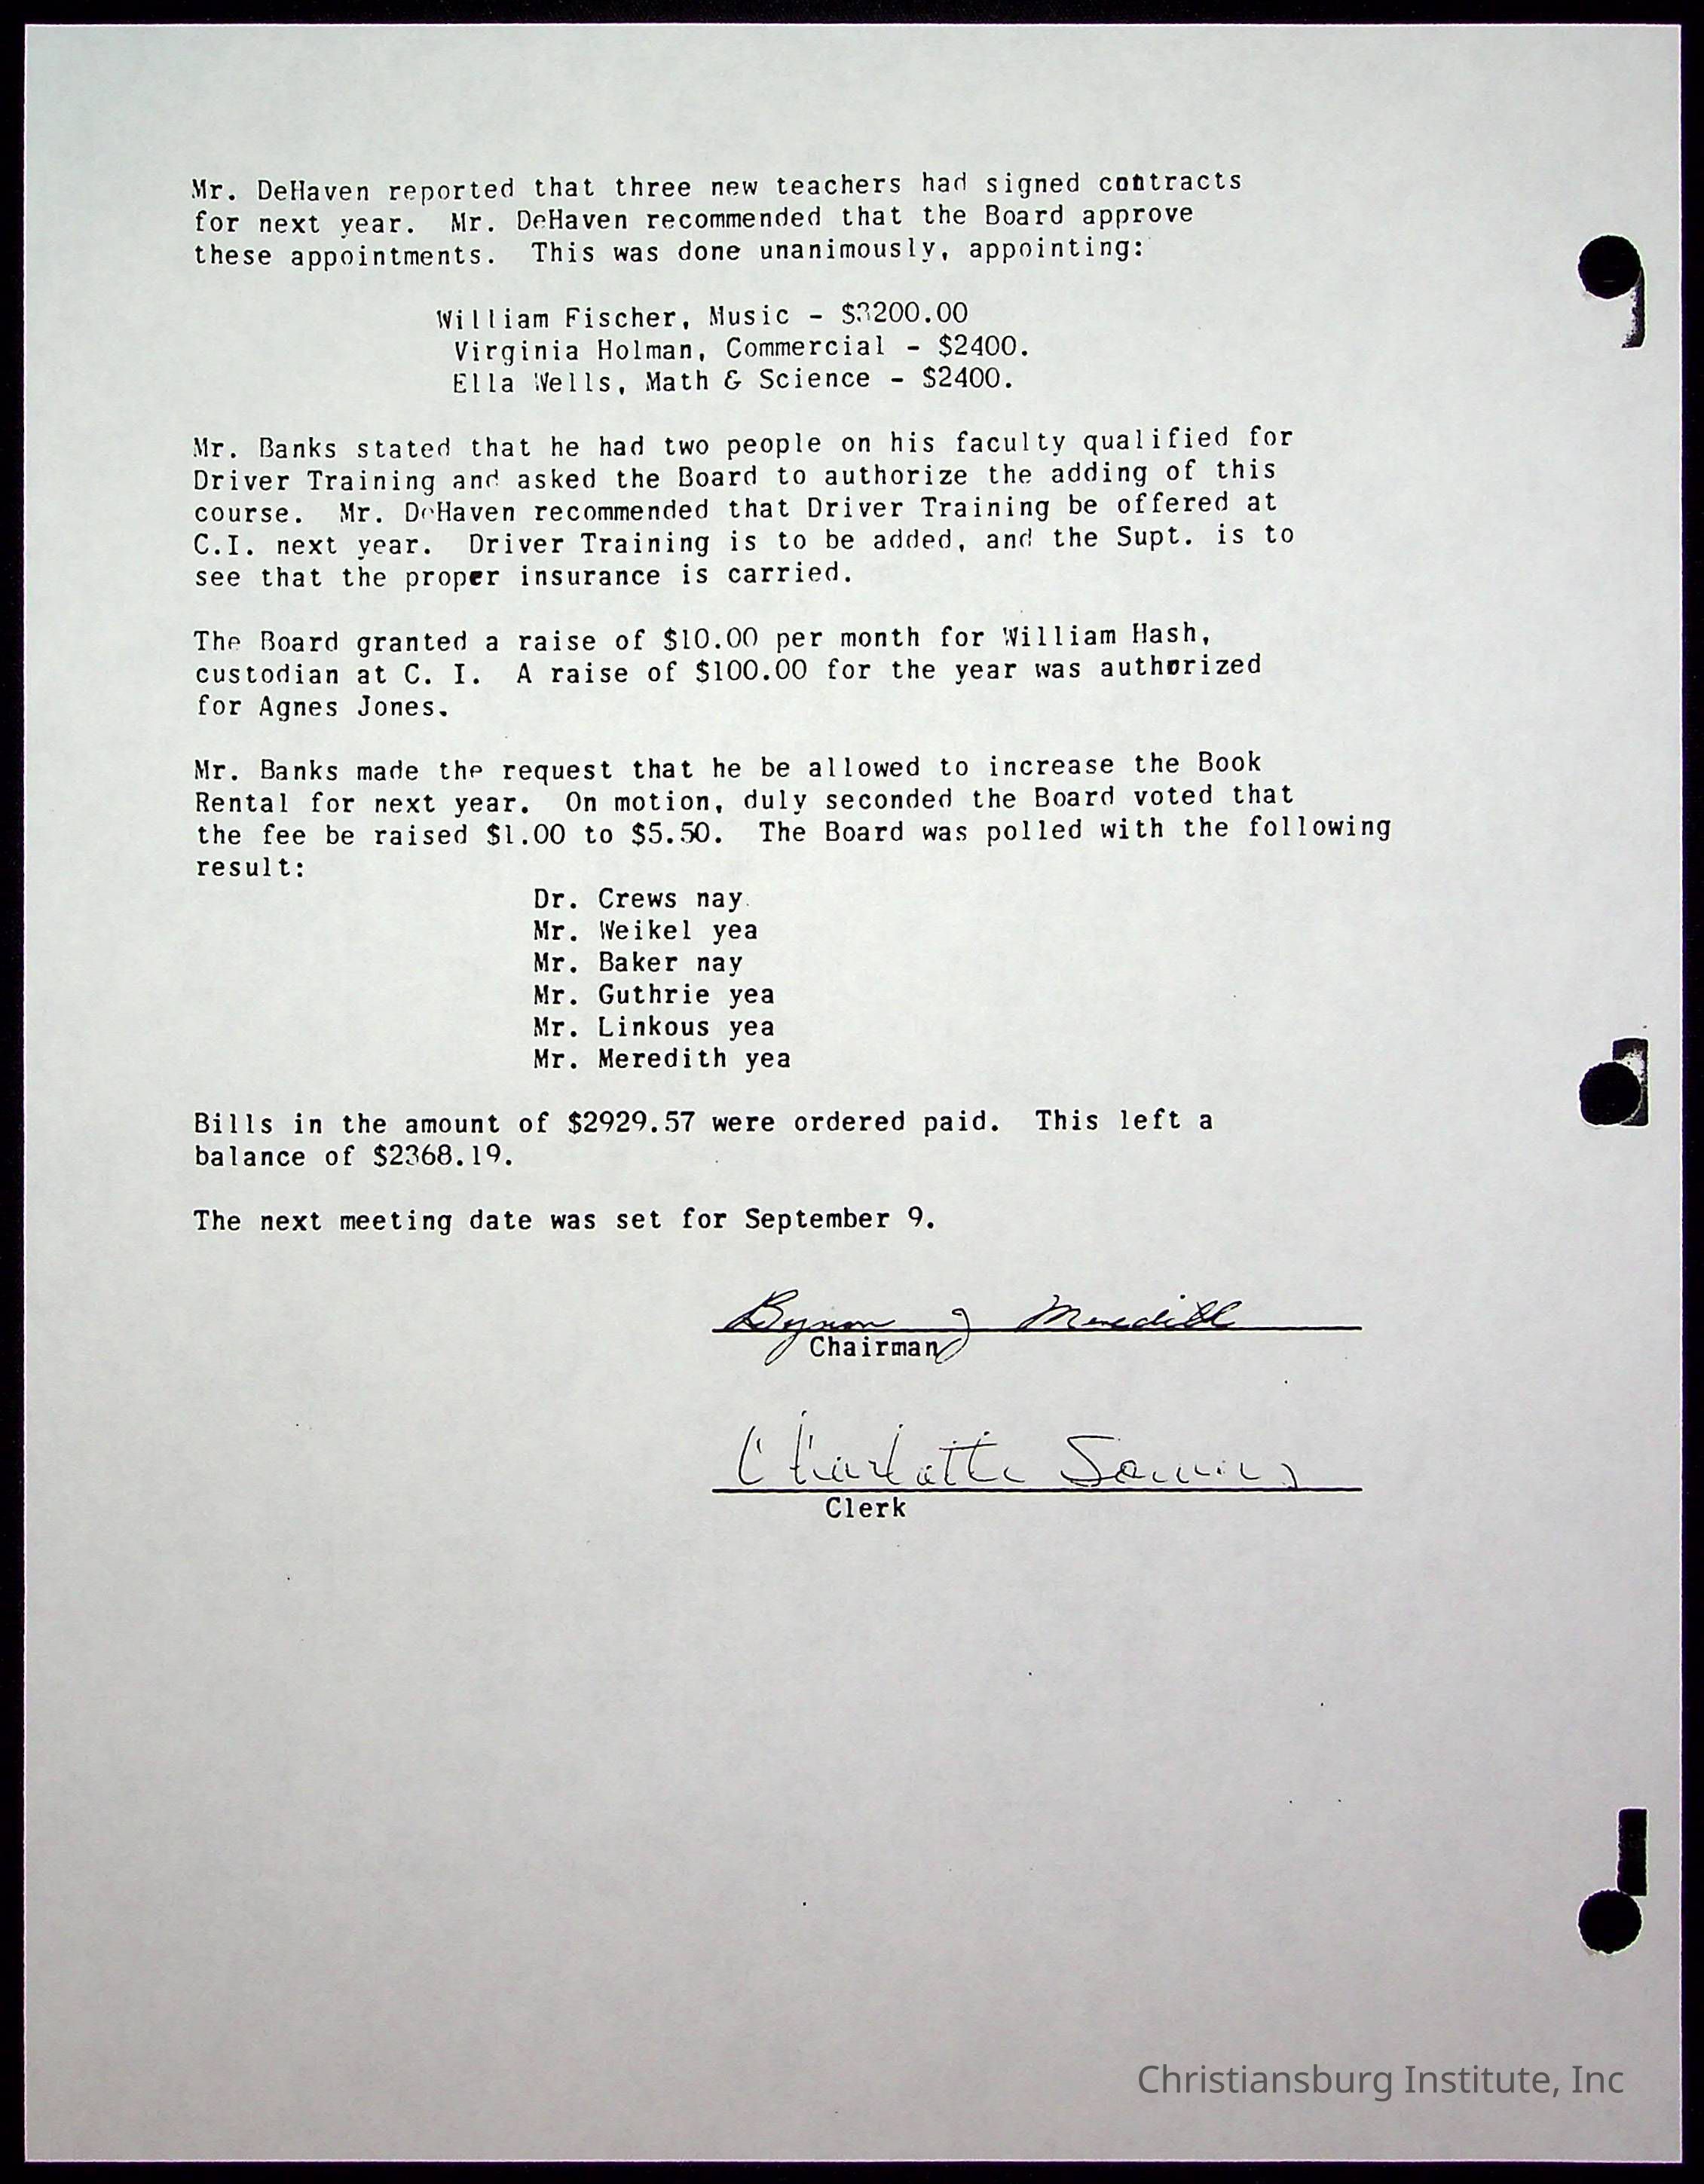 Mr. DeHaven reported that three new teachers had signed contracts
for next year. Mr. DeHaven recommended that the Board approve
these appointments. This was done unanimously, appointing:
William Fischer, Music - $3200.00
Virginia Holman, Commercial - $2400.
Ella Wells, Math & Science - $2400.
Mr. Banks stated that he had two people on his faculty qualified for
Driver Training and asked the Board to authorize the adding of this
course. Mr. DeHaven recommended that Driver Training be offered at
C.I. next year. Driver Training is to be added, and the Supt. is to
see that the proper insurance is carried.
The Board granted a raise of $10.00 per month for William Hash,
custodian at C. I. A raise of $100.00 for the year was authorized
for Agnes Jones.
Mr. Banks made the request that he be allowed to increase the Book
Rental for next year. On motion, duly seconded the Board voted that
the fee be raised $1.00 to $5.50. The Board was polled with the following
result:
Dr. Crews nay
Mr. Weikel yea
Mr. Baker nay
Mr. Guthrie yea
Mr. Linkous yea
Mr. Meredith yea
Bills in the amount of $2929.57 were ordered paid. This left a
balance of $2368.19.
The next meeting date was set for September 9.
Byron J Meredith
Chairman
Charlotte
Clerk
Christiansburg Institute, Inc